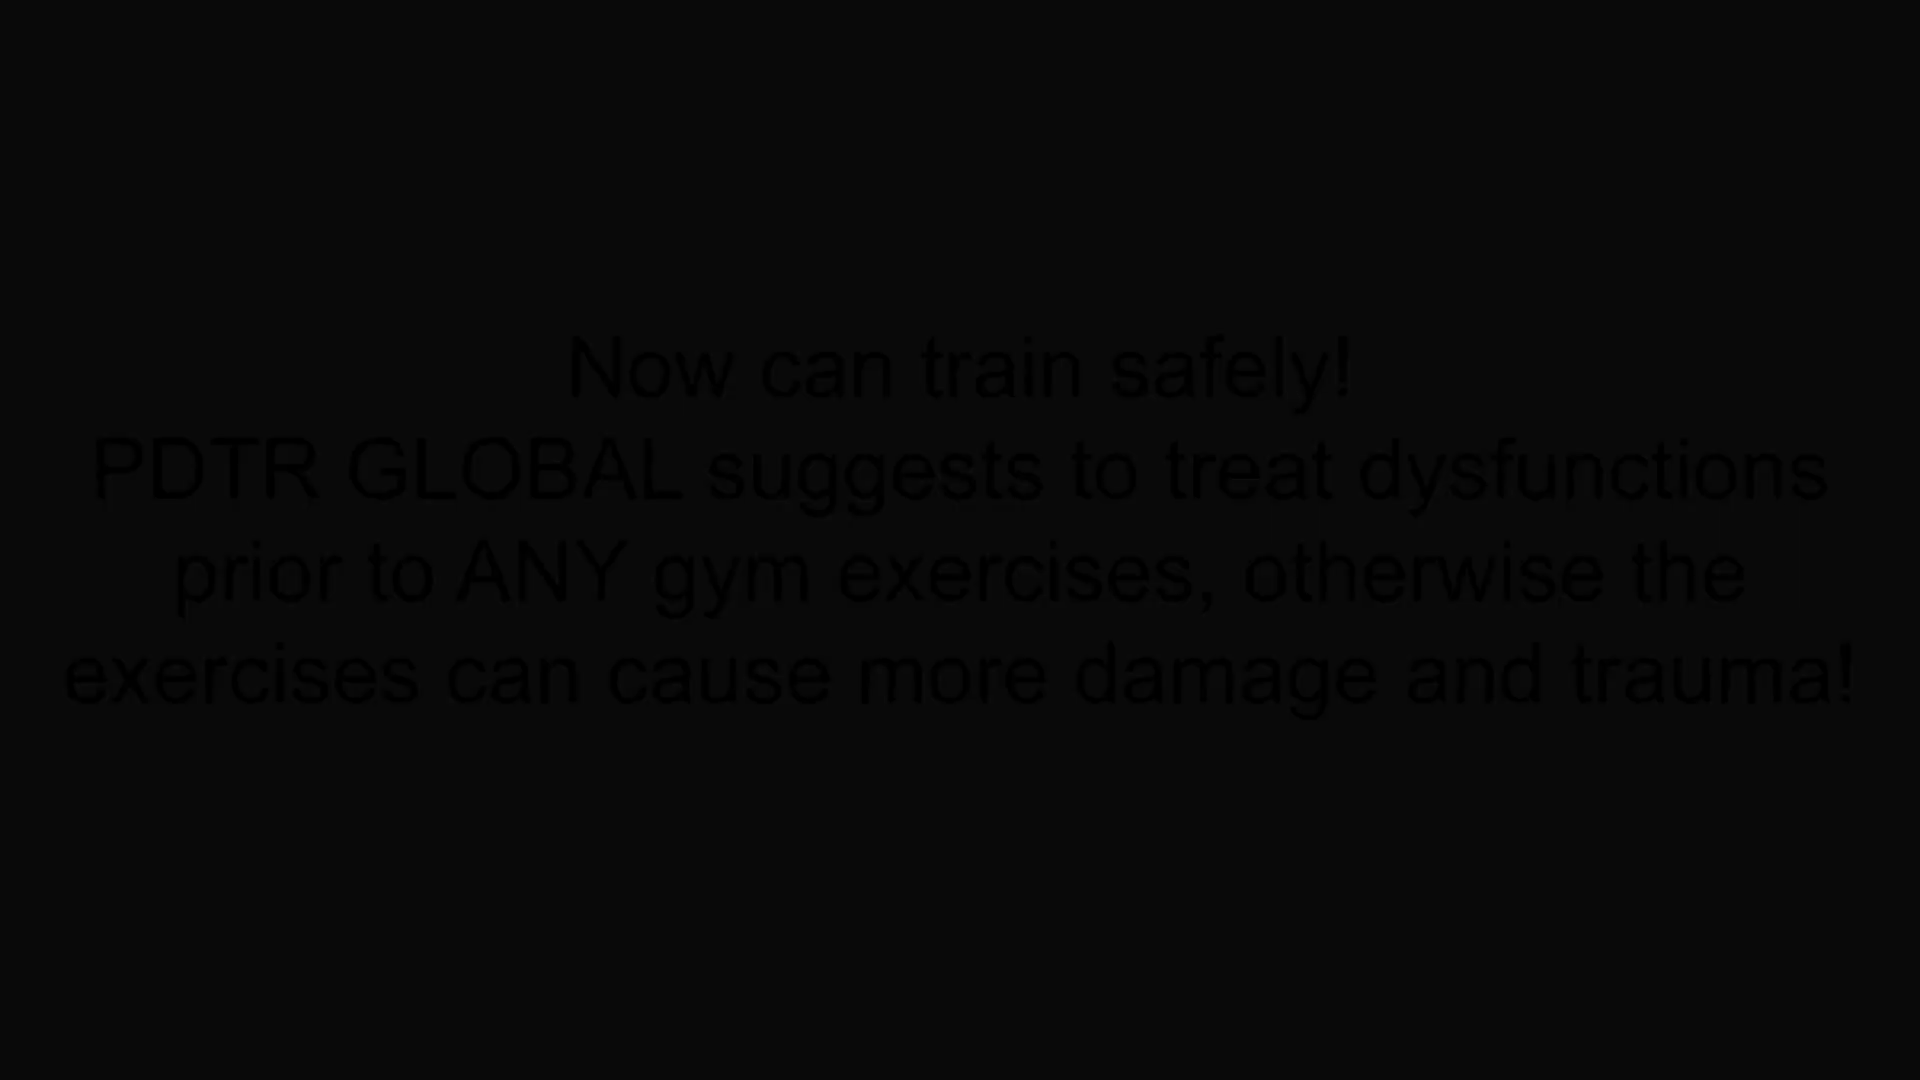 Now can train safely!
PDTR GLOBAL suggests to treat dysfunctions
prior to ANY gym exercises, otherwise the
exercises can cause more damage and trauma!